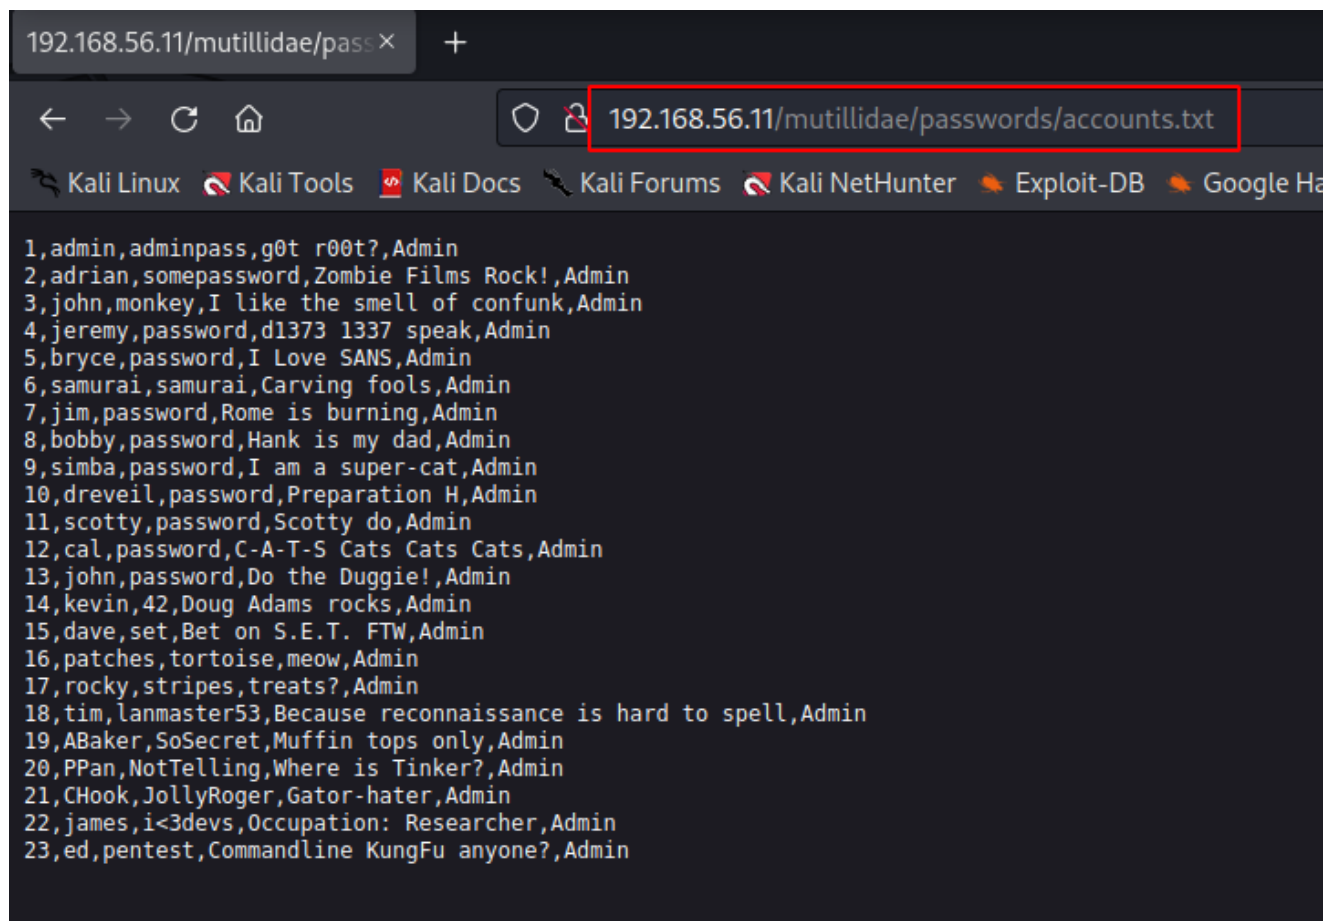 192.168.56.11/mutillidae/pass
192.168.56.11/mutillidae/passwords/accounts.txt
Kali Linux Kali Tools Kali Docs Kali Forums Kali NetHunter Exploit-DB Google Ha
1,admin,adminpass,g0t r00t?,Admin
2,adrian,somepassword,Zombie Films Rock!,Admin
3,john,monkey,I like the smell of confunk,Admin
4,jeremy,password,d1373 1337 speak,Admin
5,bryce,password,I Love SANS,Admin
6,samurai,samurai,Carving fools,Admin
7,jim,password,Rome is burning,Admin
8,bobby,password,Hank is my dad,Admin
9,simba,password,I am a super-cat,Admin
10,dreveil,password,Preparation H,Admin
11,scotty,password,Scotty do,Admin
12,cal,password,C-A-T-S Cats Cats Cats,Admin
13,john,password,Do the Duggie!,Admin
14,kevin,42,Doug Adams rocks,Admin
15,dave,set,Bet on S.E.T. FTW,Admin
16,patches,tortoise,meow,Admin
17,rocky,stripes,treats?,Admin
18,tim,lanmaster53,Because reconnaissance is hard to spell,Admin
19,ABaker,SoSecret,Muffin tops only,Admin
20,PPan,NotTelling,Where is Tinker?,Admin
21,CHook,JollyRoger,Gator-hater,Admin
22,james,i<3devs,Occupation: Researcher,Admin
23,ed,pentest,Commandline KungFu anyone?,Admin